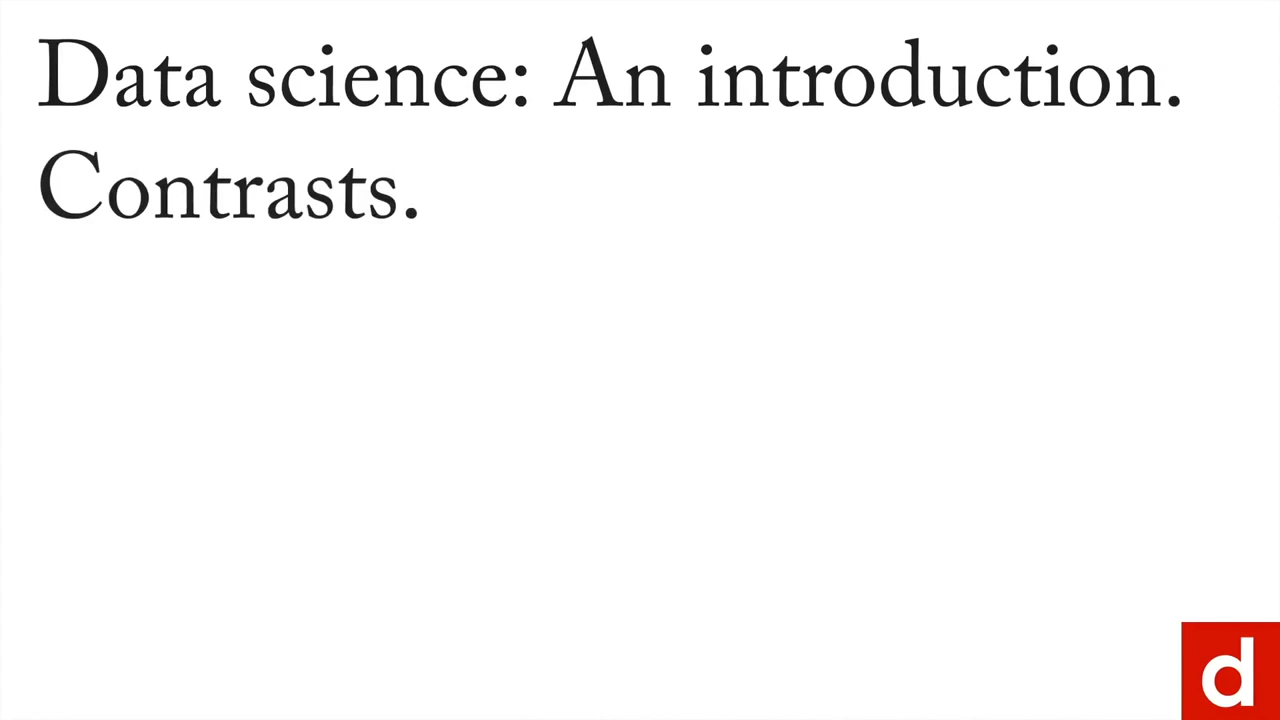 Data science: An introduction.
Contrasts.
d